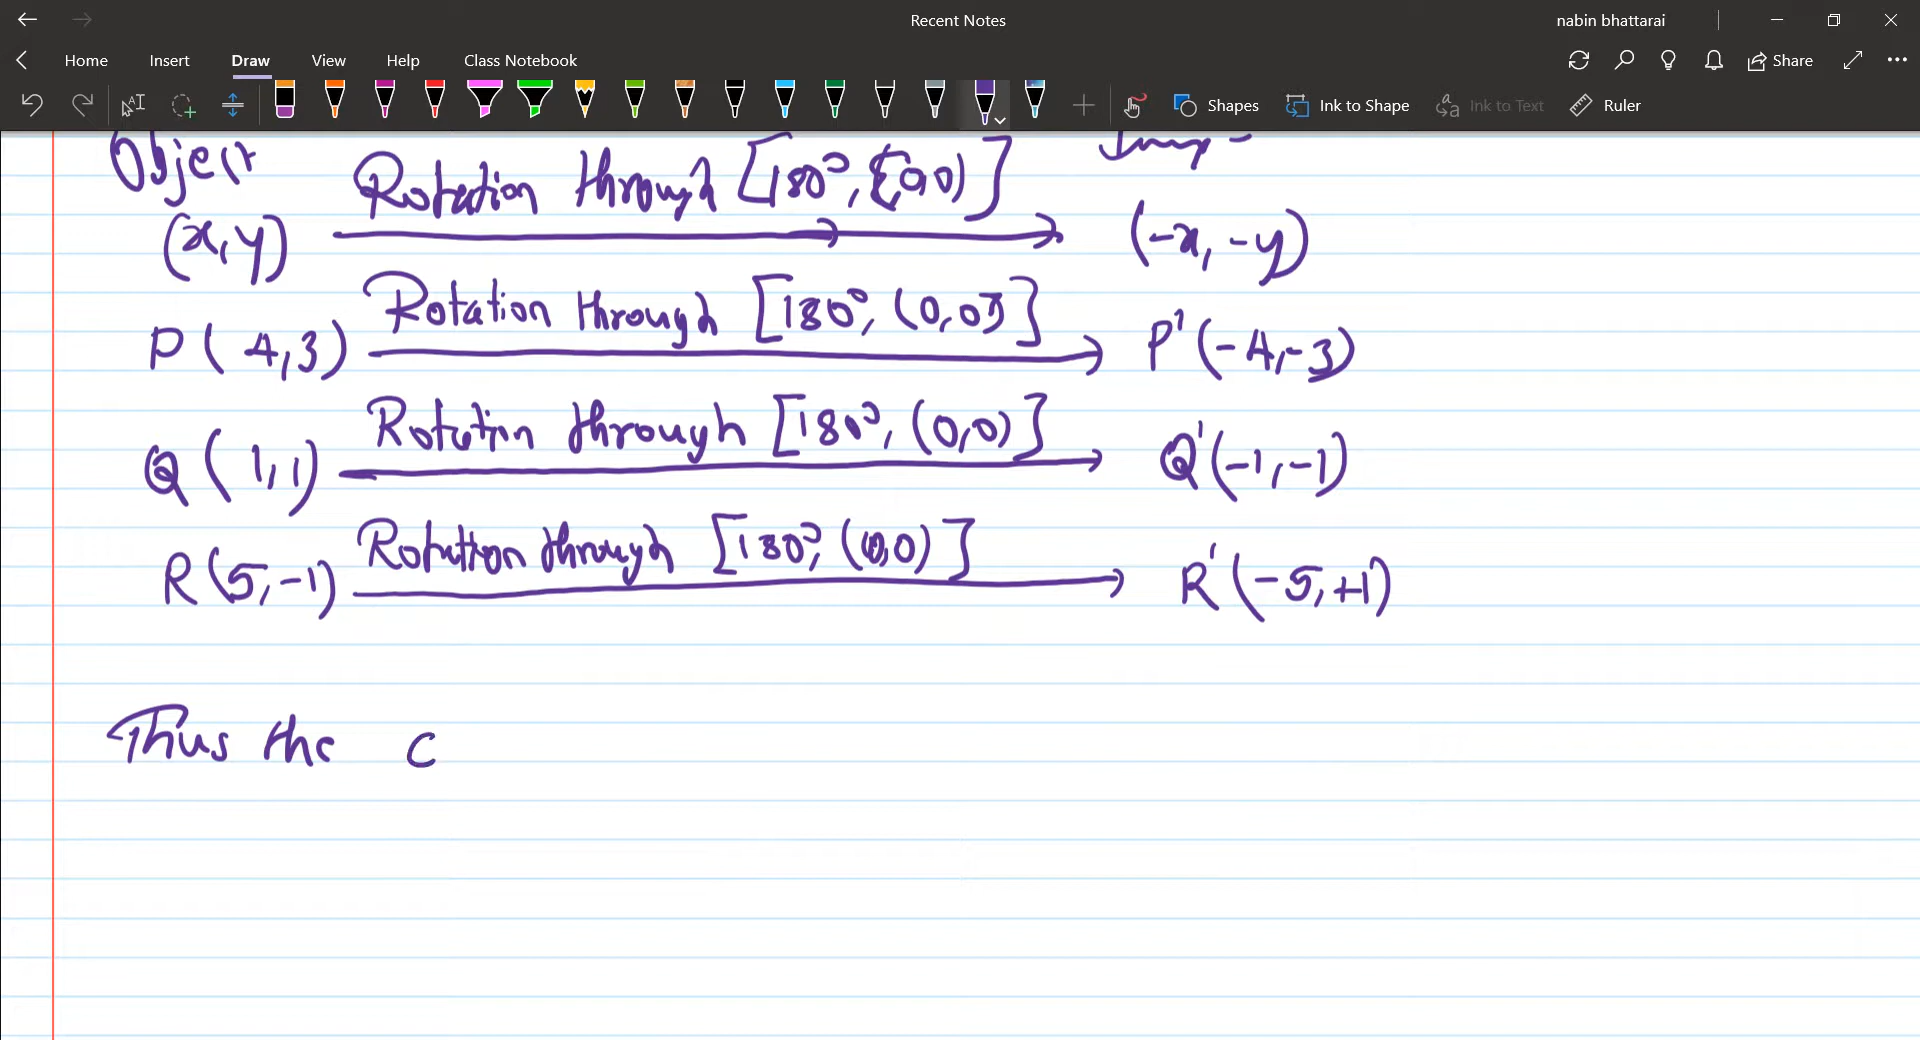 Recent Notes
nabin bhattarai
Home Insert Draw View Help Class Notebook
Share
Shapes Ink to Shape Ink to Text Ruler
Object
Rotation through [180°, (0,0)]
(x,y) (-x, -y)
Rotation through [180°, (0,0)]
P(4,3) P'(-4,-3)
Rotation through [180°, (0,0)]
Q(1,1) Q'(-1,-1)
Rotation through [180°, (0,0)]
R(5,-1) R'(-5,+1)
Thus the C